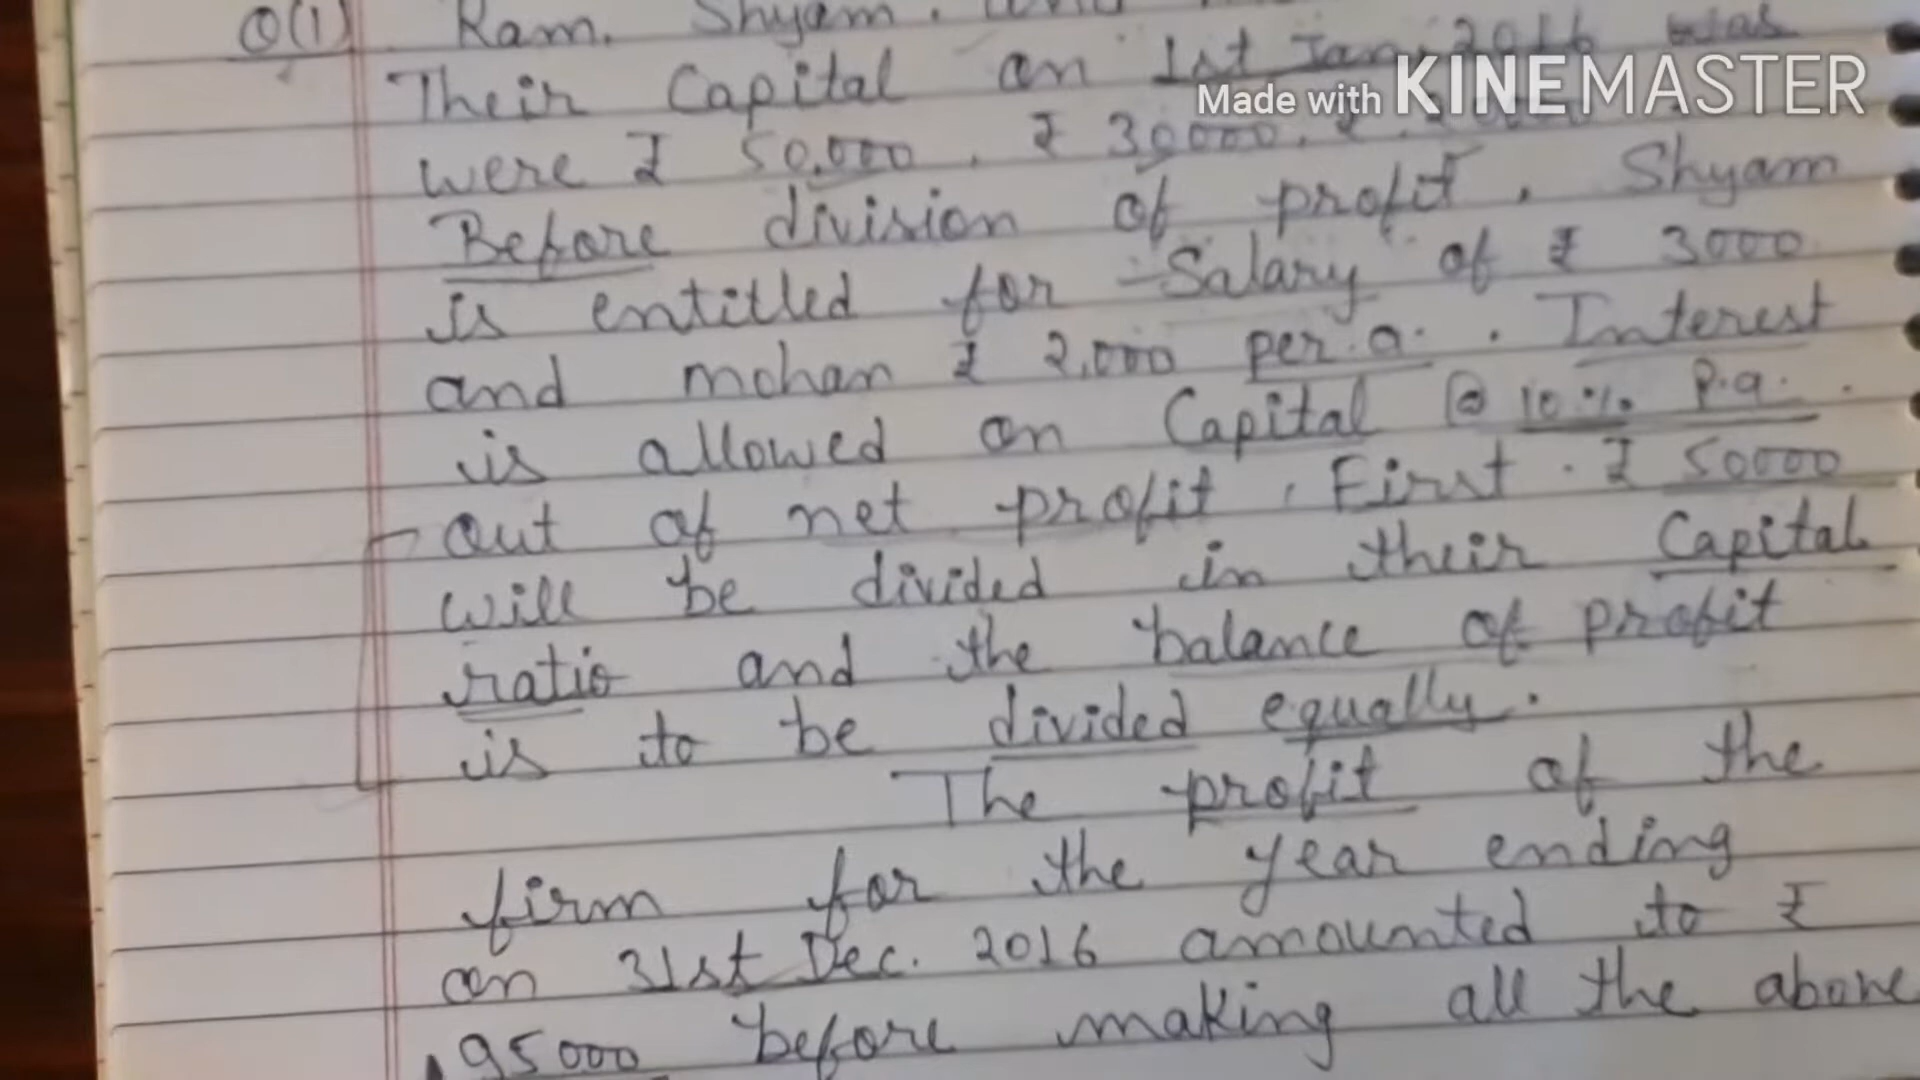 Q(1) Ram. Shyam.
Their Capital on 1st Jan. 2016 was
Made with KINEMASTER
were ₹ 50,000, ₹ 30000, ₹
Before division of profit, Shyam
is entitled for Salary of ₹ 3000
and mohan ₹ 2,000 per.a. Interest
is allowed on Capital @ 10% P.a.
out of net profit, First ₹ 50000
will be divided in their Capital
ratio and the balance of profit
is to be divided equally.
The profit of the
firm for the year ending
on 31st Dec. 2016 amounted to ₹
95000 before making all the above